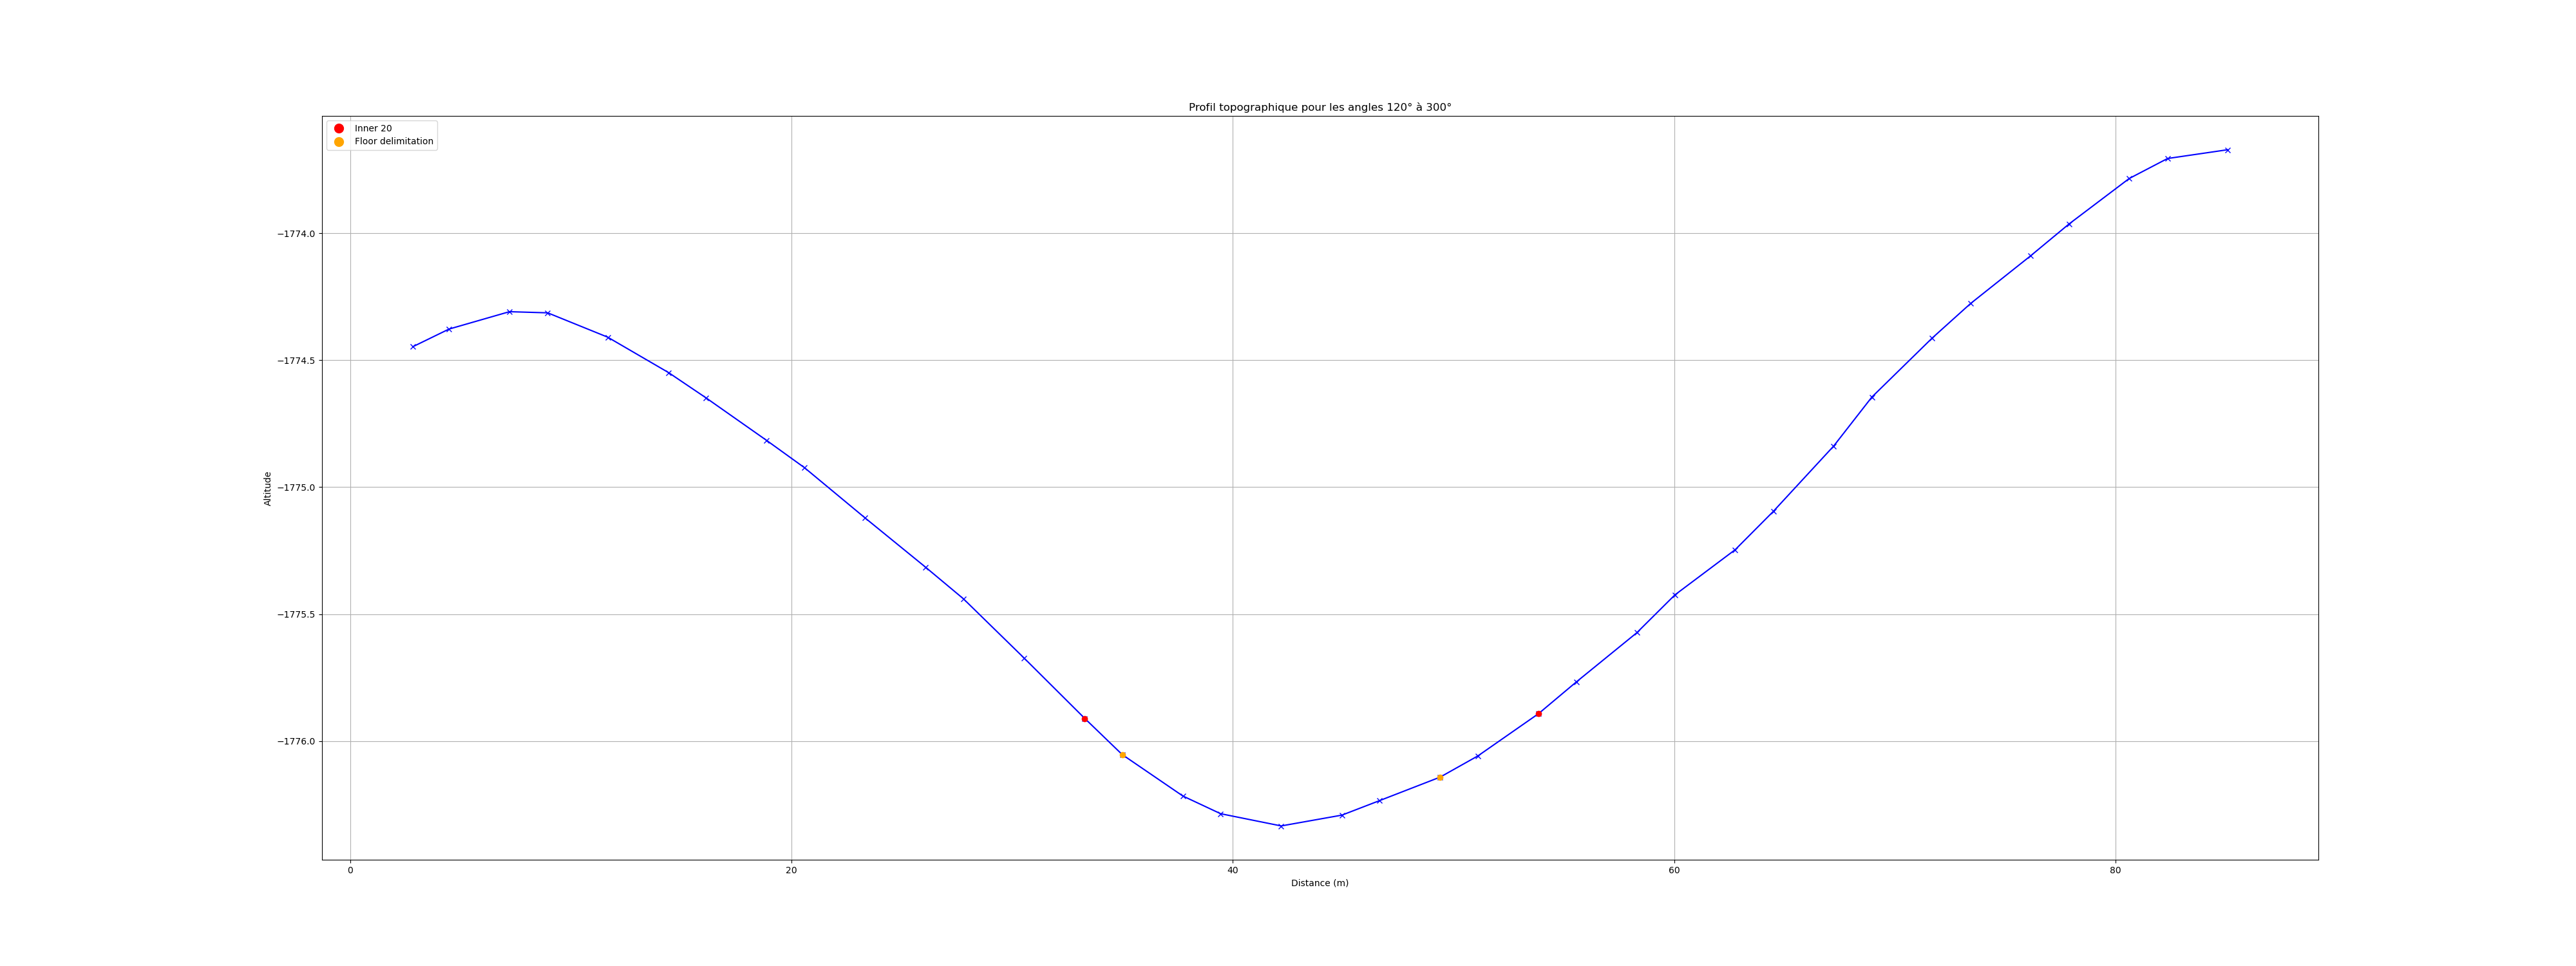 Profil topographique pour les angles 120° à 300°
Inner 20
Floor delimitation
−1774.0
−1774.5
−1775.0
−1775.5
−1776.0
Altitude
0 20 40 60 80
Distance (m)